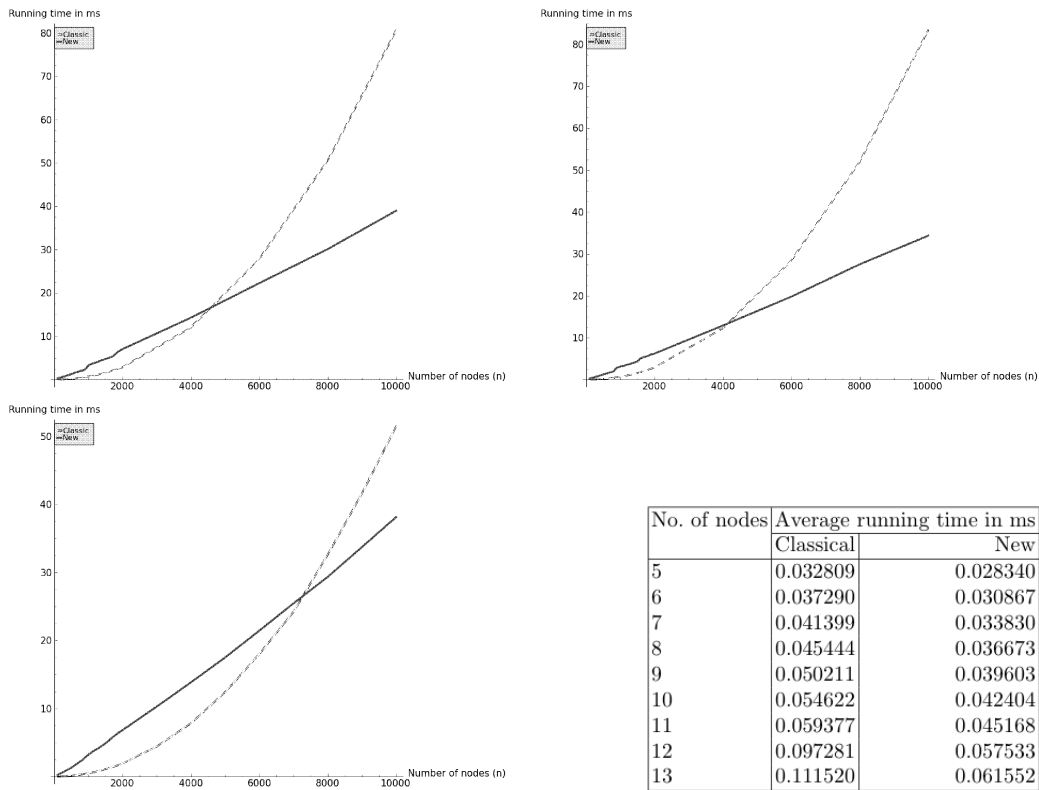 Running time in ms
Classic
New
80
70
60
50
40
30
20
10
2000 4000 6000 8000 10000
Number of nodes (n)
Running time in ms
Classic
New
80
70
60
50
40
30
20
10
2000 4000 6000 8000 10000
Number of nodes (n)
Running time in ms
Classic
New
50
40
30
20
10
2000 4000 6000 8000 10000
Number of nodes (n)
No. of nodes Average running time in ms
Classical New
5 0.032809 0.028340
6 0.037290 0.030867
7 0.041399 0.033830
8 0.045444 0.036673
9 0.050211 0.039603
10 0.054622 0.042404
11 0.059377 0.045168
12 0.097281 0.057533
13 0.111520 0.061552